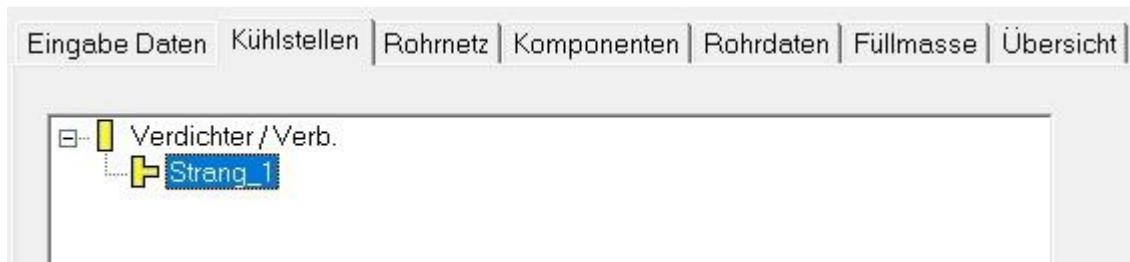 Eingabe Daten Kühlstellen Rohrnetz Komponenten Rohrdaten Füllmasse Übersicht
Verdichter / Verb.
Strang_1